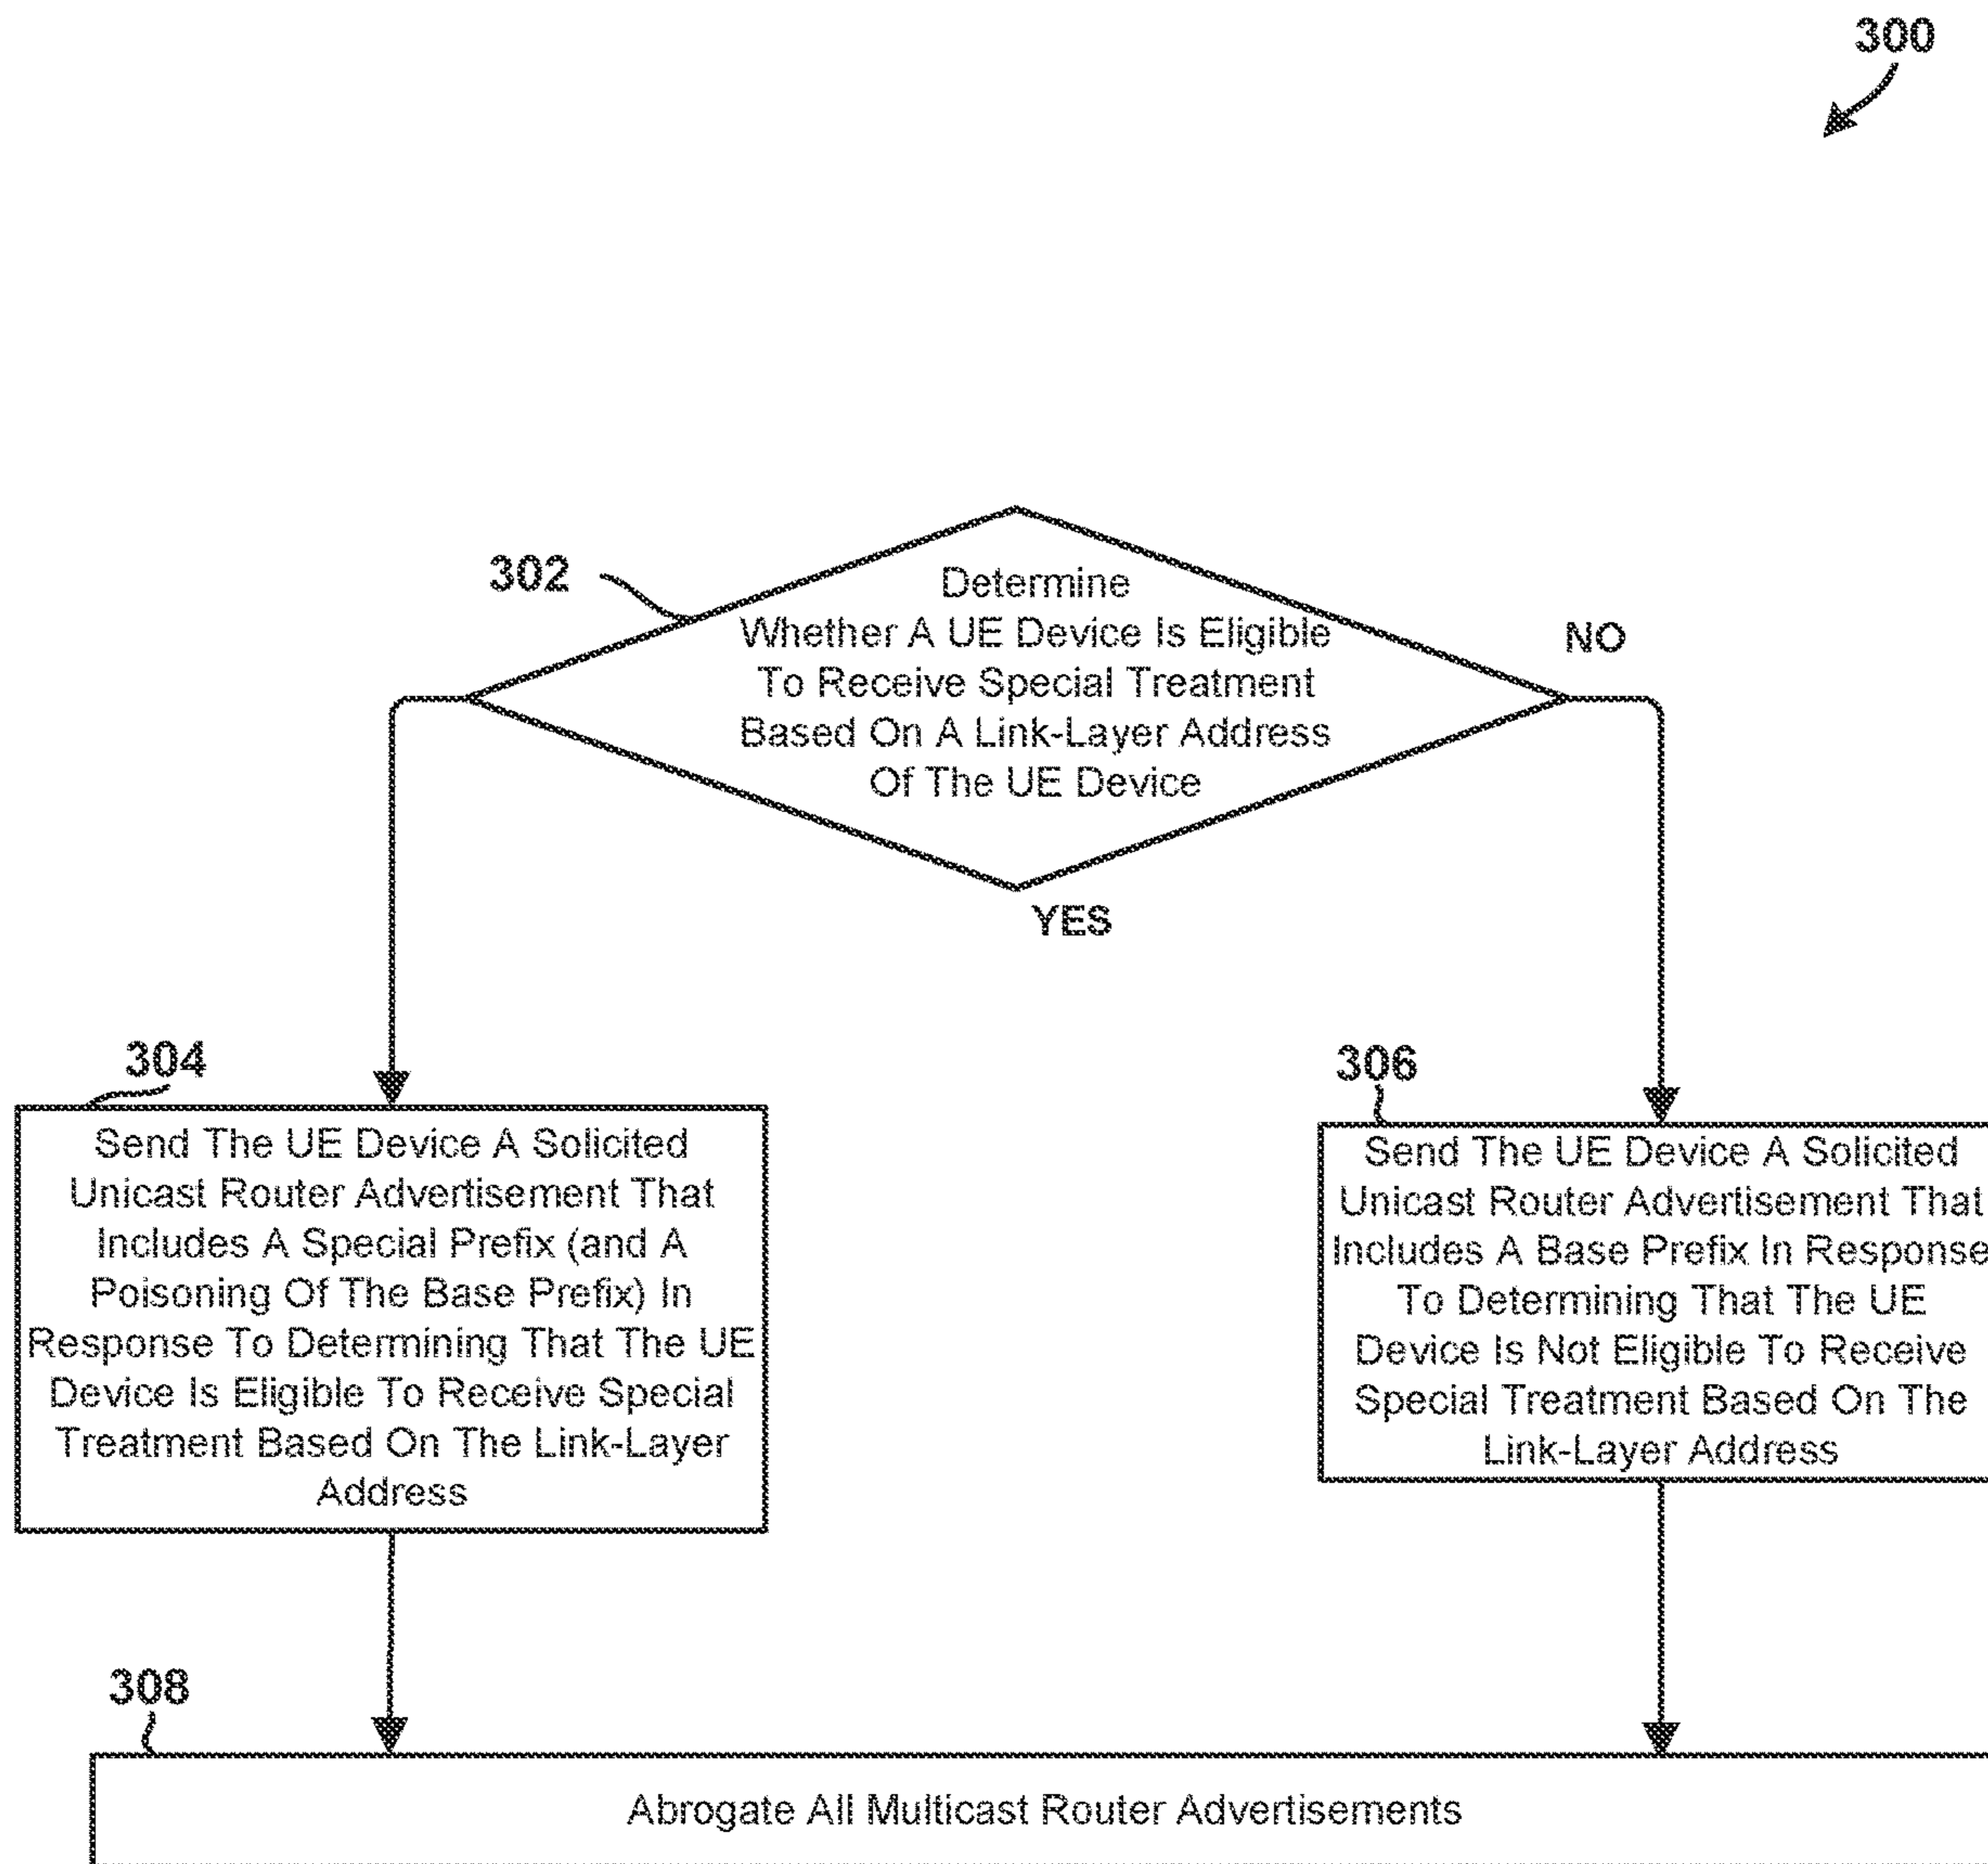 300
302
Determine
Whether A UE Device Is Eligible
To Receive Special Treatment
Based On A Link-Layer Address
Of The UE Device
NO
YES
304
Send The UE Device A Solicited
Unicast Router Advertisement That
Includes A Special Prefix (and A
Poisoning Of The Base Prefix) In
Response To Determining That The UE
Device Is Eligible To Receive Special
Treatment Based On The Link-Layer
Address
306
Send The UE Device A Solicited
Unicast Router Advertisement That
Includes A Base Prefix In Response
To Determining That The UE
Device Is Not Eligible To Receive
Special Treatment Based On The
Link-Layer Address
308
Abrogate All Multicast Router Advertisements